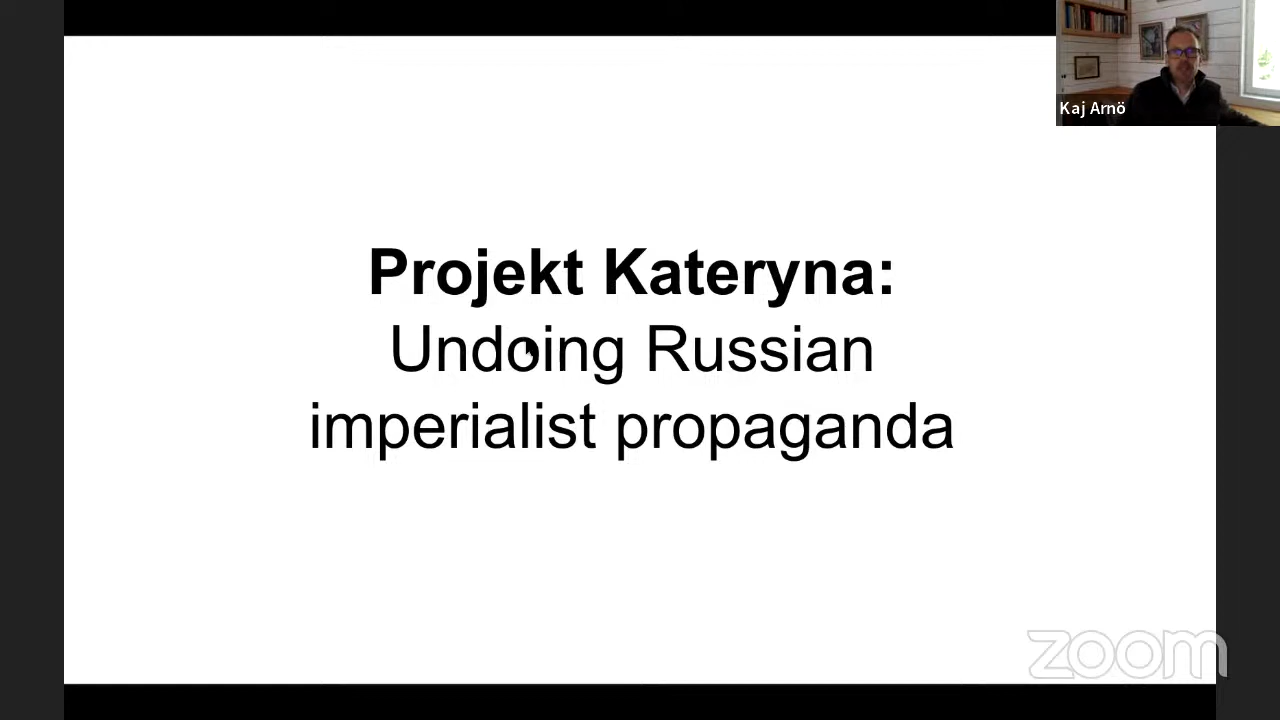 Kaj Arnö
Projekt Kateryna:
Undoing Russian
imperialist propaganda
zoom